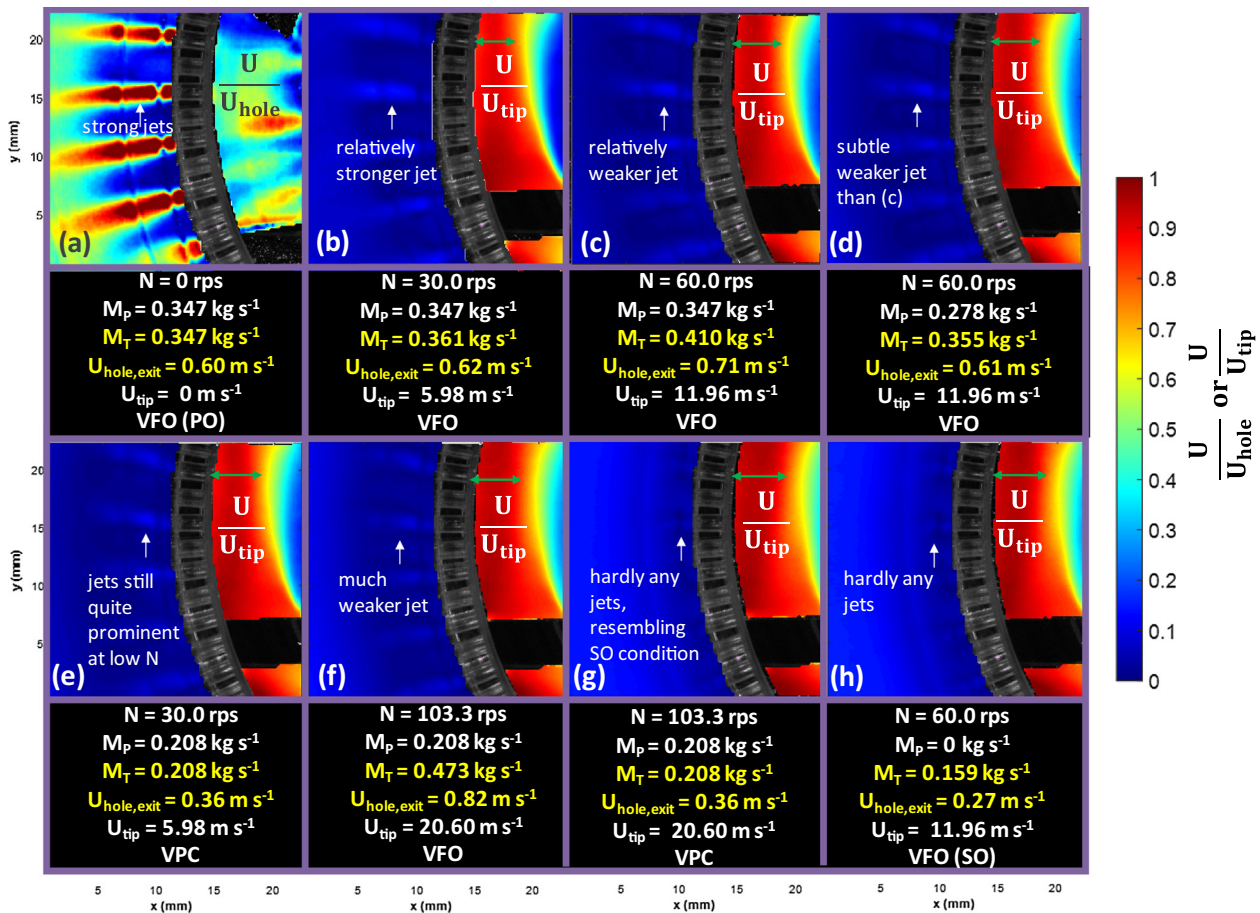 20
15
10
5
y (mm)
strong jets
U
U_hole
(a)
relatively
stronger jet
U
U_tip
(b)
relatively
weaker jet
U
U_tip
(c)
subtle
weaker jet
than (c)
U
U_tip
(d)
N = 0 rps
M_P = 0.347 kg s⁻¹
M_T = 0.347 kg s⁻¹
U_hole,exit = 0.60 m s⁻¹
U_tip = 0 m s⁻¹
VFO (PO)
N = 30.0 rps
M_P = 0.347 kg s⁻¹
M_T = 0.361 kg s⁻¹
U_hole,exit = 0.62 m s⁻¹
U_tip = 5.98 m s⁻¹
VFO
N = 60.0 rps
M_P = 0.347 kg s⁻¹
M_T = 0.410 kg s⁻¹
U_hole,exit = 0.71 m s⁻¹
U_tip = 11.96 m s⁻¹
VFO
N = 60.0 rps
M_P = 0.278 kg s⁻¹
M_T = 0.355 kg s⁻¹
U_hole,exit = 0.61 m s⁻¹
U_tip = 11.96 m s⁻¹
VFO
20
15
10
5
y (mm)
jets still
quite
prominent
at low N
U
U_tip
(e)
much
weaker jet
U
U_tip
(f)
hardly any
jets,
resembling
SO condition
U
U_tip
(g)
hardly any
jets
U
U_tip
(h)
N = 30.0 rps
M_P = 0.208 kg s⁻¹
M_T = 0.208 kg s⁻¹
U_hole,exit = 0.36 m s⁻¹
U_tip = 5.98 m s⁻¹
VPC
N = 103.3 rps
M_P = 0.208 kg s⁻¹
M_T = 0.473 kg s⁻¹
U_hole,exit = 0.82 m s⁻¹
U_tip = 20.60 m s⁻¹
VFO
N = 103.3 rps
M_P = 0.208 kg s⁻¹
M_T = 0.208 kg s⁻¹
U_hole,exit = 0.36 m s⁻¹
U_tip = 20.60 m s⁻¹
VPC
N = 60.0 rps
M_P = 0 kg s⁻¹
M_T = 0.159 kg s⁻¹
U_hole,exit = 0.27 m s⁻¹
U_tip = 11.96 m s⁻¹
VFO (SO)
5 10 15 20
x (mm)
5 10 15 20
x (mm)
5 10 15 20
x (mm)
5 10 15 20
x (mm)
1
0.9
0.8
0.7
0.6
0.5
0.4
0.3
0.2
0.1
0
U/U_hole or U/U_tip